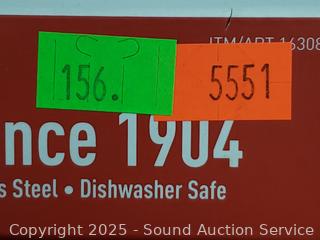 ITM/ART 16308
156.
5551
nce 1904
s Steel • Dishwasher Safe
Copyright 2025 - Sound Auction Service